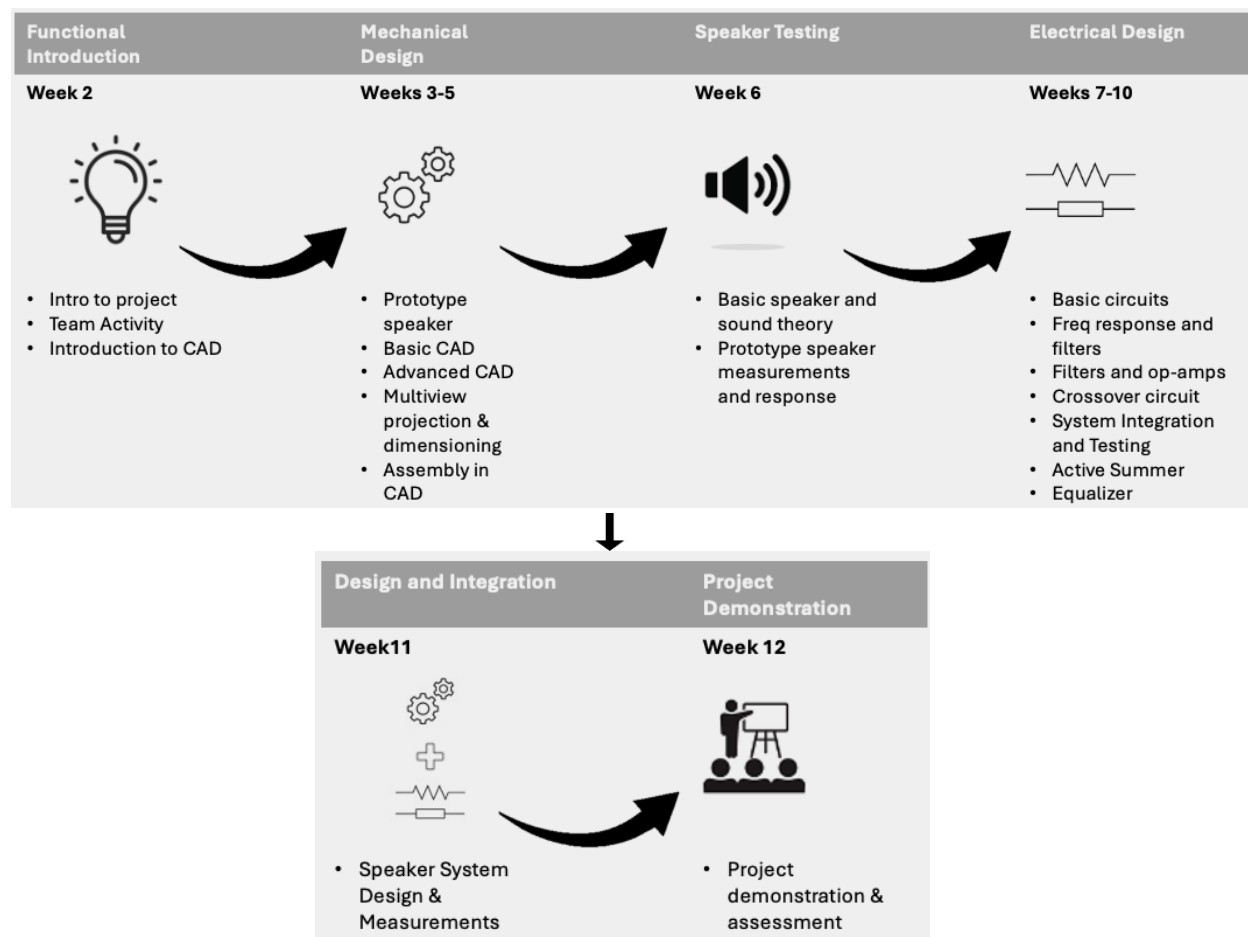 Functional
Introduction
Week 2
• Intro to project
• Team Activity
• Introduction to CAD
Mechanical
Design
Weeks 3-5
• Prototype
speaker
• Basic CAD
• Advanced CAD
• Multiview
projection &
dimensioning
• Assembly in
CAD
Speaker Testing
Week 6
• Basic speaker and
sound theory
• Prototype speaker
measurements
and response
Electrical Design
Weeks 7-10
• Basic circuits
• Freq response and
filters
• Filters and op-amps
• Crossover circuit
• System Integration
and Testing
• Active Summer
• Equalizer
Design and Integration
Week11
• Speaker System
Design &
Measurements
Project
Demonstration
Week 12
• Project
demonstration &
assessment